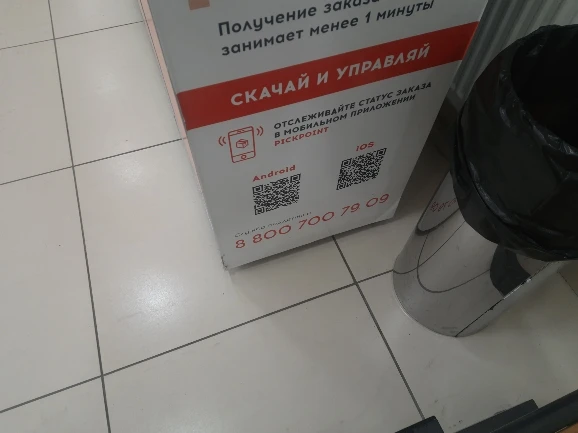 Получение заказа
занимает менее 1 минуты
СКАЧАЙ И УПРАВЛЯЙ
ОТСЛЕЖИВАЙТЕ СТАТУС ЗАКАЗА
В МОБИЛЬНОМ ПРИЛОЖЕНИИ
PICKPOINT
Android
iOS
8 800 700 79 09